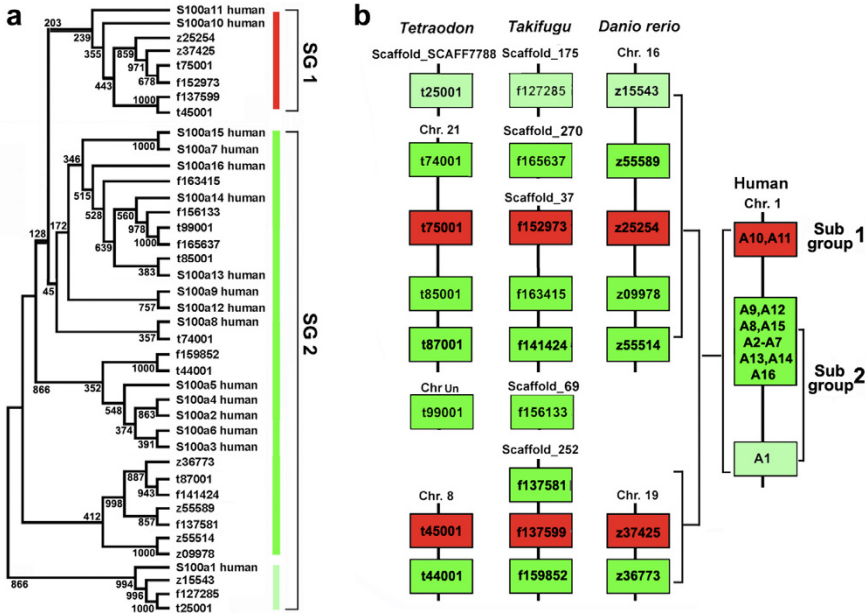 a
203
S100a11 human
S100a10 human
239
z25254
355
859
z37425
971
t75001
678
f152973
443
f137599
1000
t45001
SG 1
S100a15 human
1000
S100a7 human
346
S100a16 human
515
f163415
528
S100a14 human
560
f156133
978
t99001
1000
f165637
639
t85001
383
S100a13 human
128
172
S100a9 human
757
S100a12 human
45
S100a8 human
357
t74001
SG 2
f159852
1000
t44001
866
352
S100a5 human
548
S100a4 human
863
S100a2 human
374
S100a6 human
391
S100a3 human
z36773
887
t87001
943
f141424
998
z55589
857
f137581
412
z55514
1000
z09978
866
S100a1 human
994
z15543
996
f127285
1000
t25001
b
Tetraodon Takifugu Danio rerio
Scaffold_SCAFF7788 Scaffold_175 Chr. 16
t25001 f127285 z15543
Chr. 21 Scaffold_270
t74001 f165637 z55589
Scaffold_37
t75001 f152973 z25254
t85001 f163415 z09978
t87001 f141424 z55514
Chr Un Scaffold_69
t99001 f156133
Scaffold_252
f137581
Chr. 8 Chr. 19
t45001 f137599 z37425
t44001 f159852 z36773
Human
Chr. 1
A10,A11
Sub group 1
A9,A12
A8,A15
A2-A7
A13,A14
A16
Sub group 2
A1